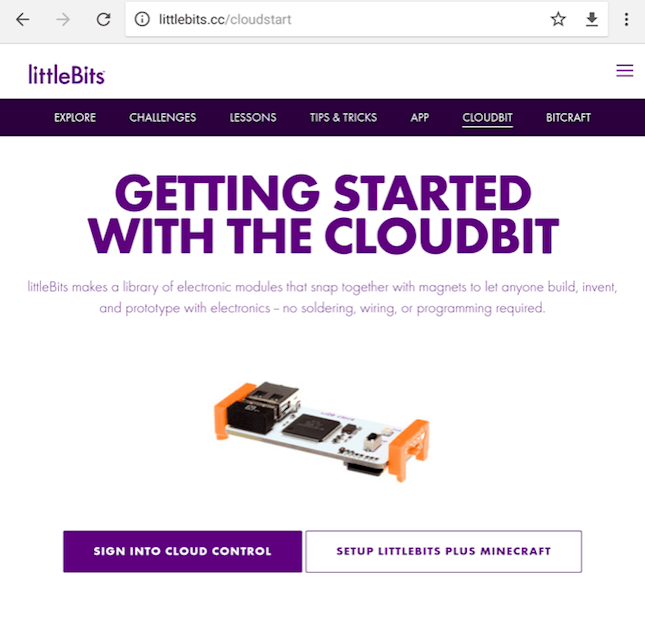 littlebits.cc/cloudstart
littleBits
EXPLORE CHALLENGES LESSONS TIPS & TRICKS APP CLOUDBIT BITCRAFT
GETTING STARTED
WITH THE CLOUDBIT
littleBits makes a library of electronic modules that snap together with magnets to let anyone build, invent,
and prototype with electronics – no soldering, wiring, or programming required.
SIGN INTO CLOUD CONTROL SETUP LITTLEBITS PLUS MINECRAFT